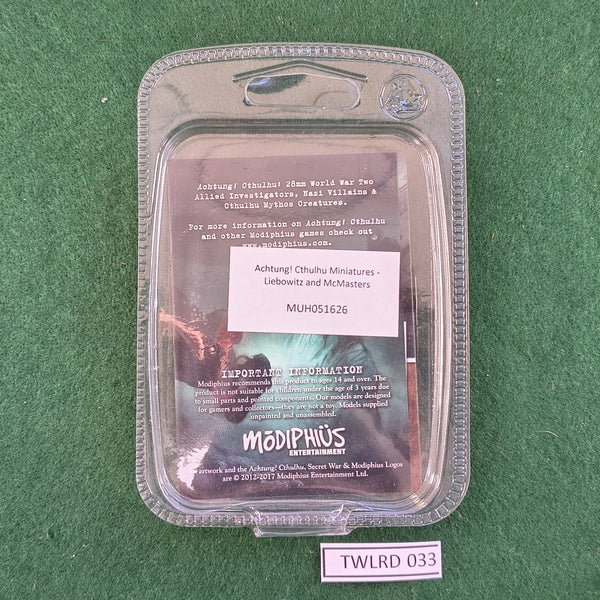 Achtung! Cthulhu: 28mm World War Two
Allied Investigators, Nazi Villains &
Cthulhu Mythos Creatures.
For more information on Achtung! Cthulhu
and other Modiphius games check out
www.modiphius.com.
Achtung! Cthulhu Miniatures -
Liebowitz and McMasters
MUH051626
IMPORTANT INFORMATION
Modiphius recommends this product to ages 14 and over. The
product is not suitable for children under the age of 3 years due
to small parts and pointed components. Our models are designed
for gamers and collectors—they are not a toy. Models supplied
unpainted and unassembled.
MŌDIPHIÜS
ENTERTAINMENT
artwork and the Achtung! Cthulhu, Secret War & Modiphius Logos
are © 2012-2017 Modiphius Entertainment Ltd.
TWLRD 033